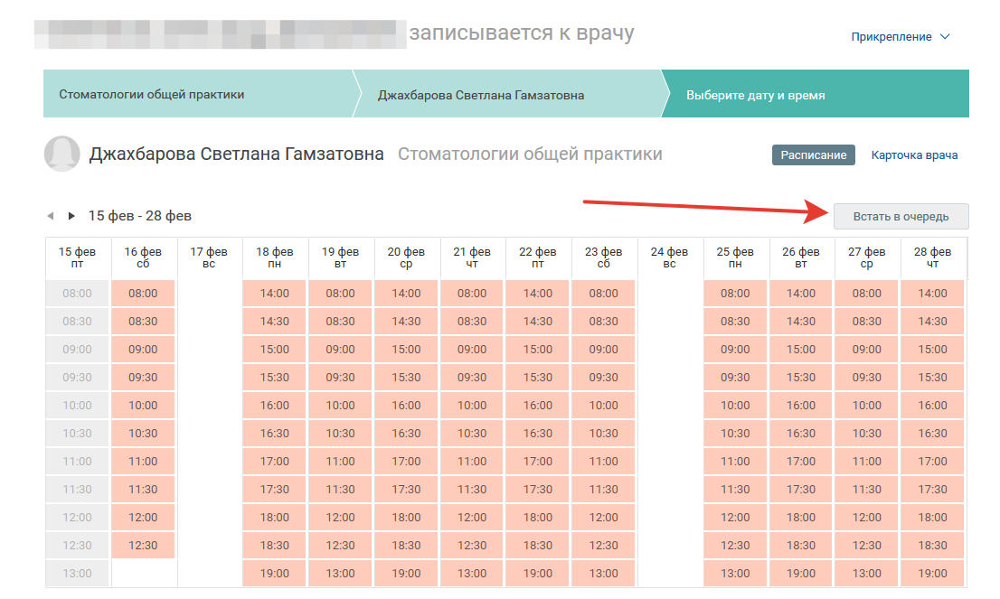 записывается к врачу
Прикрепление
Стоматологии общей практики Джахбарова Светлана Гамзатовна Выберите дату и время
Джахбарова Светлана Гамзатовна Стоматологии общей практики Расписание Карточка врача
15 фев - 28 фев Встать в очередь
15 фев 16 фев 17 фев 18 фев 19 фев 20 фев 21 фев 22 фев 23 фев 24 фев 25 фев 26 фев 27 фев 28 фев
пт сб вс пн вт ср чт пт сб вс пн вт ср чт
08:00 08:00 14:00 08:00 14:00 08:00 14:00 08:00 08:00 14:00 08:00 14:00
08:30 08:30 14:30 08:30 14:30 08:30 14:30 08:30 08:30 14:30 08:30 14:30
09:00 09:00 15:00 09:00 15:00 09:00 15:00 09:00 09:00 15:00 09:00 15:00
09:30 09:30 15:30 09:30 15:30 09:30 15:30 09:30 09:30 15:30 09:30 15:30
10:00 10:00 16:00 10:00 16:00 10:00 16:00 10:00 10:00 16:00 10:00 16:00
10:30 10:30 16:30 10:30 16:30 10:30 16:30 10:30 10:30 16:30 10:30 16:30
11:00 11:00 17:00 11:00 17:00 11:00 17:00 11:00 11:00 17:00 11:00 17:00
11:30 11:30 17:30 11:30 17:30 11:30 17:30 11:30 11:30 17:30 11:30 17:30
12:00 12:00 18:00 12:00 18:00 12:00 18:00 12:00 12:00 18:00 12:00 18:00
12:30 12:30 18:30 12:30 18:30 12:30 18:30 12:30 12:30 18:30 12:30 18:30
13:00 19:00 13:00 19:00 13:00 19:00 13:00 13:00 19:00 13:00 19:00